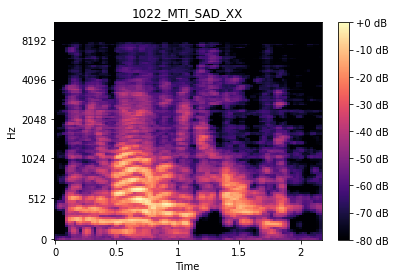 1022_MTI_SAD_XX
+0 dB
8192
-10 dB
4096
-20 dB
-30 dB
2048
Hz
-40 dB
1024
-50 dB
512
-60 dB
-70 dB
0
-80 dB
0 0.5 1 1.5 2
Time